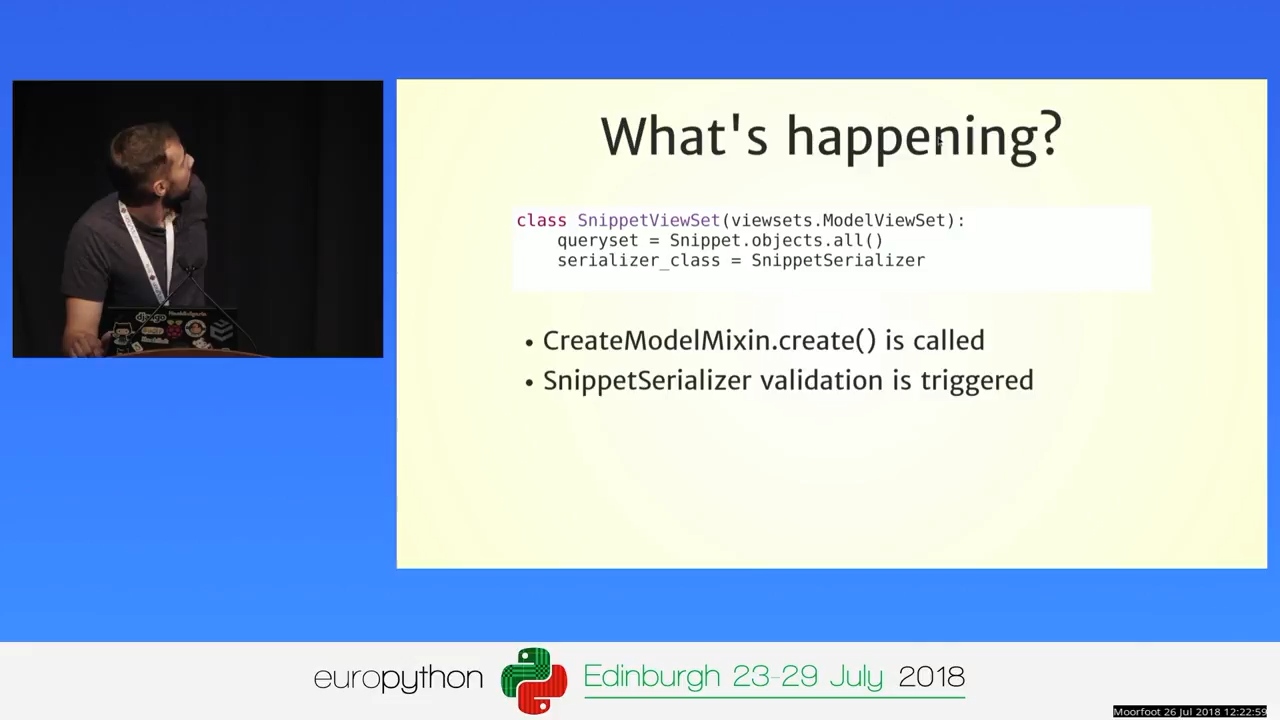 What's happening?
class SnippetViewSet(viewsets.ModelViewSet):
queryset = Snippet.objects.all()
serializer_class = SnippetSerializer
• CreateModelMixin.create() is called
• SnippetSerializer validation is triggered
django
europython Edinburgh 23-29 July 2018
Moorfoot 26 Jul 2018 12:22:59